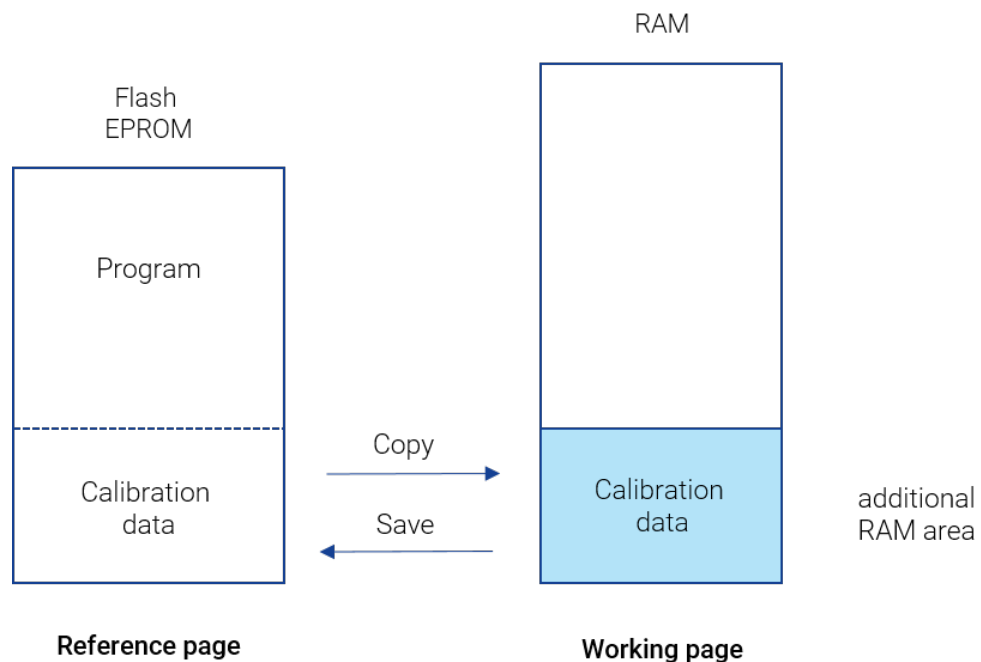 RAM
Flash
EPROM
Program
Copy
Calibration
data
Save
Calibration
data
additional
RAM area
Reference page
Working page